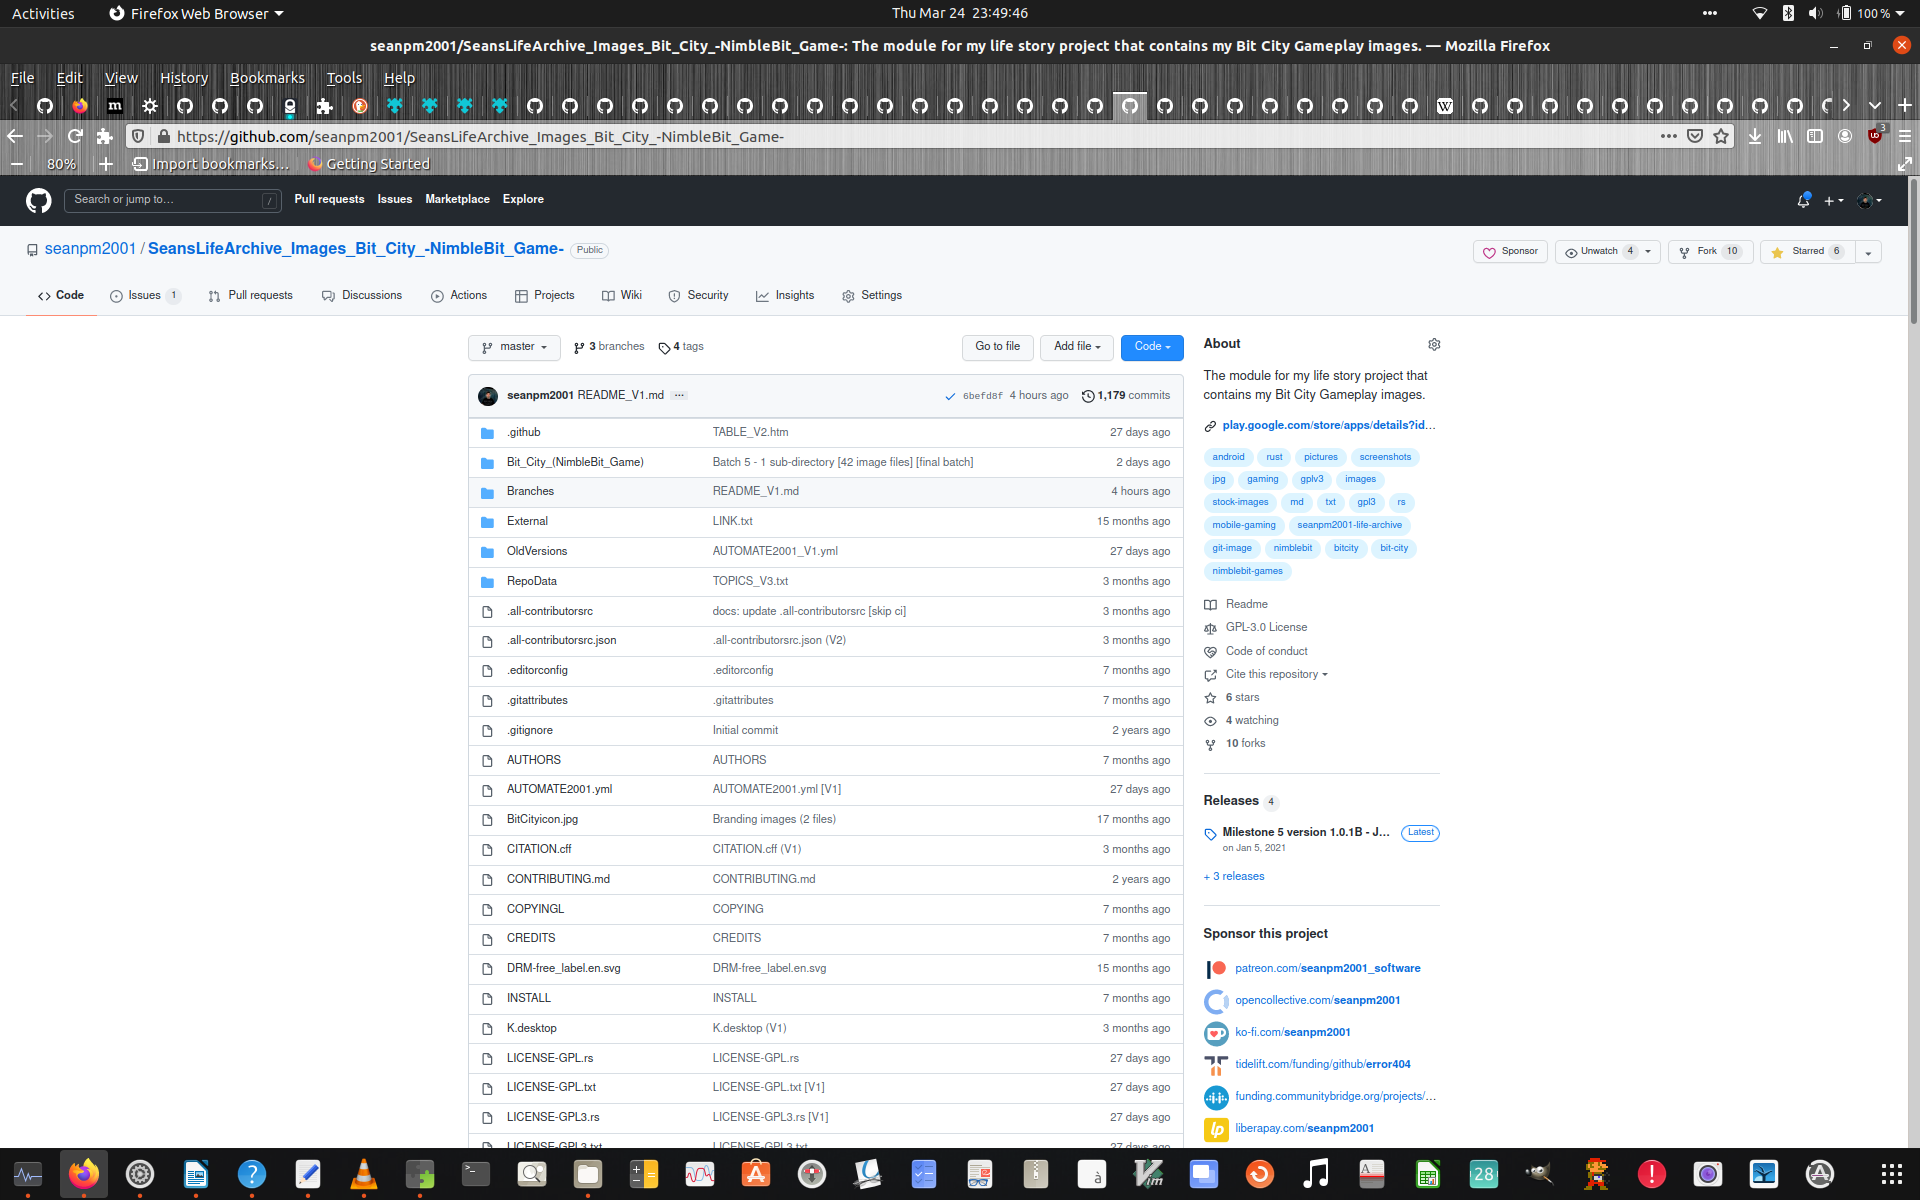 Activities Firefox Web Browser Thu Mar 24 23:49:46 100 %
seanpm2001/SeansLifeArchive_Images_Bit_City_-NimbleBit_Game-: The module for my life story project that contains my Bit City Gameplay images. — Mozilla Firefox
File Edit View History Bookmarks Tools Help
https://github.com/seanpm2001/SeansLifeArchive_Images_Bit_City_-NimbleBit_Game- 3
80% Import bookmarks… Getting Started
Search or jump to… / Pull requests Issues Marketplace Explore
seanpm2001 / SeansLifeArchive_Images_Bit_City_-NimbleBit_Game- Public Sponsor Unwatch 4 Fork 10 Starred 6
Code Issues 1 Pull requests Discussions Actions Projects Wiki Security Insights Settings
master 3 branches 4 tags Go to file Add file Code
seanpm2001 README_V1.md ... 6befd8f 4 hours ago 1,179 commits
.github TABLE_V2.htm 27 days ago
Bit_City_(NimbleBit_Game) Batch 5 - 1 sub-directory [42 image files] [final batch] 2 days ago
Branches README_V1.md 4 hours ago
External LINK.txt 15 months ago
OldVersions AUTOMATE2001_V1.yml 27 days ago
RepoData TOPICS_V3.txt 3 months ago
.all-contributorsrc docs: update .all-contributorsrc [skip ci] 3 months ago
.all-contributorsrc.json .all-contributorsrc.json (V2) 3 months ago
.editorconfig .editorconfig 7 months ago
.gitattributes .gitattributes 7 months ago
.gitignore Initial commit 2 years ago
AUTHORS AUTHORS 7 months ago
AUTOMATE2001.yml AUTOMATE2001.yml [V1] 27 days ago
BitCityicon.jpg Branding images (2 files) 17 months ago
CITATION.cff CITATION.cff (V1) 3 months ago
CONTRIBUTING.md CONTRIBUTING.md 2 years ago
COPYINGL COPYING 7 months ago
CREDITS CREDITS 7 months ago
DRM-free_label.en.svg DRM-free_label.en.svg 15 months ago
INSTALL INSTALL 7 months ago
K.desktop K.desktop (V1) 3 months ago
LICENSE-GPL.rs LICENSE-GPL.rs 27 days ago
LICENSE-GPL.txt LICENSE-GPL.txt [V1] 27 days ago
LICENSE-GPL3.rs LICENSE-GPL3.rs [V1] 27 days ago
LICENSE-GPL3.txt LICENSE-GPL3.txt 27 days ago
About
The module for my life story project that
contains my Bit City Gameplay images.
play.google.com/store/apps/details?id...
android rust pictures screenshots
jpg gaming gplv3 images
stock-images md txt gpl3 rs
mobile-gaming seanpm2001-life-archive
git-image nimblebit bitcity bit-city
nimblebit-games
Readme
GPL-3.0 License
Code of conduct
Cite this repository
6 stars
4 watching
10 forks
Releases 4
Milestone 5 version 1.0.1B - J... Latest
on Jan 5, 2021
+ 3 releases
Sponsor this project
patreon.com/seanpm2001_software
opencollective.com/seanpm2001
ko-fi.com/seanpm2001
tidelift.com/funding/github/error404
funding.communitybridge.org/projects/...
lp liberapay.com/seanpm2001
28